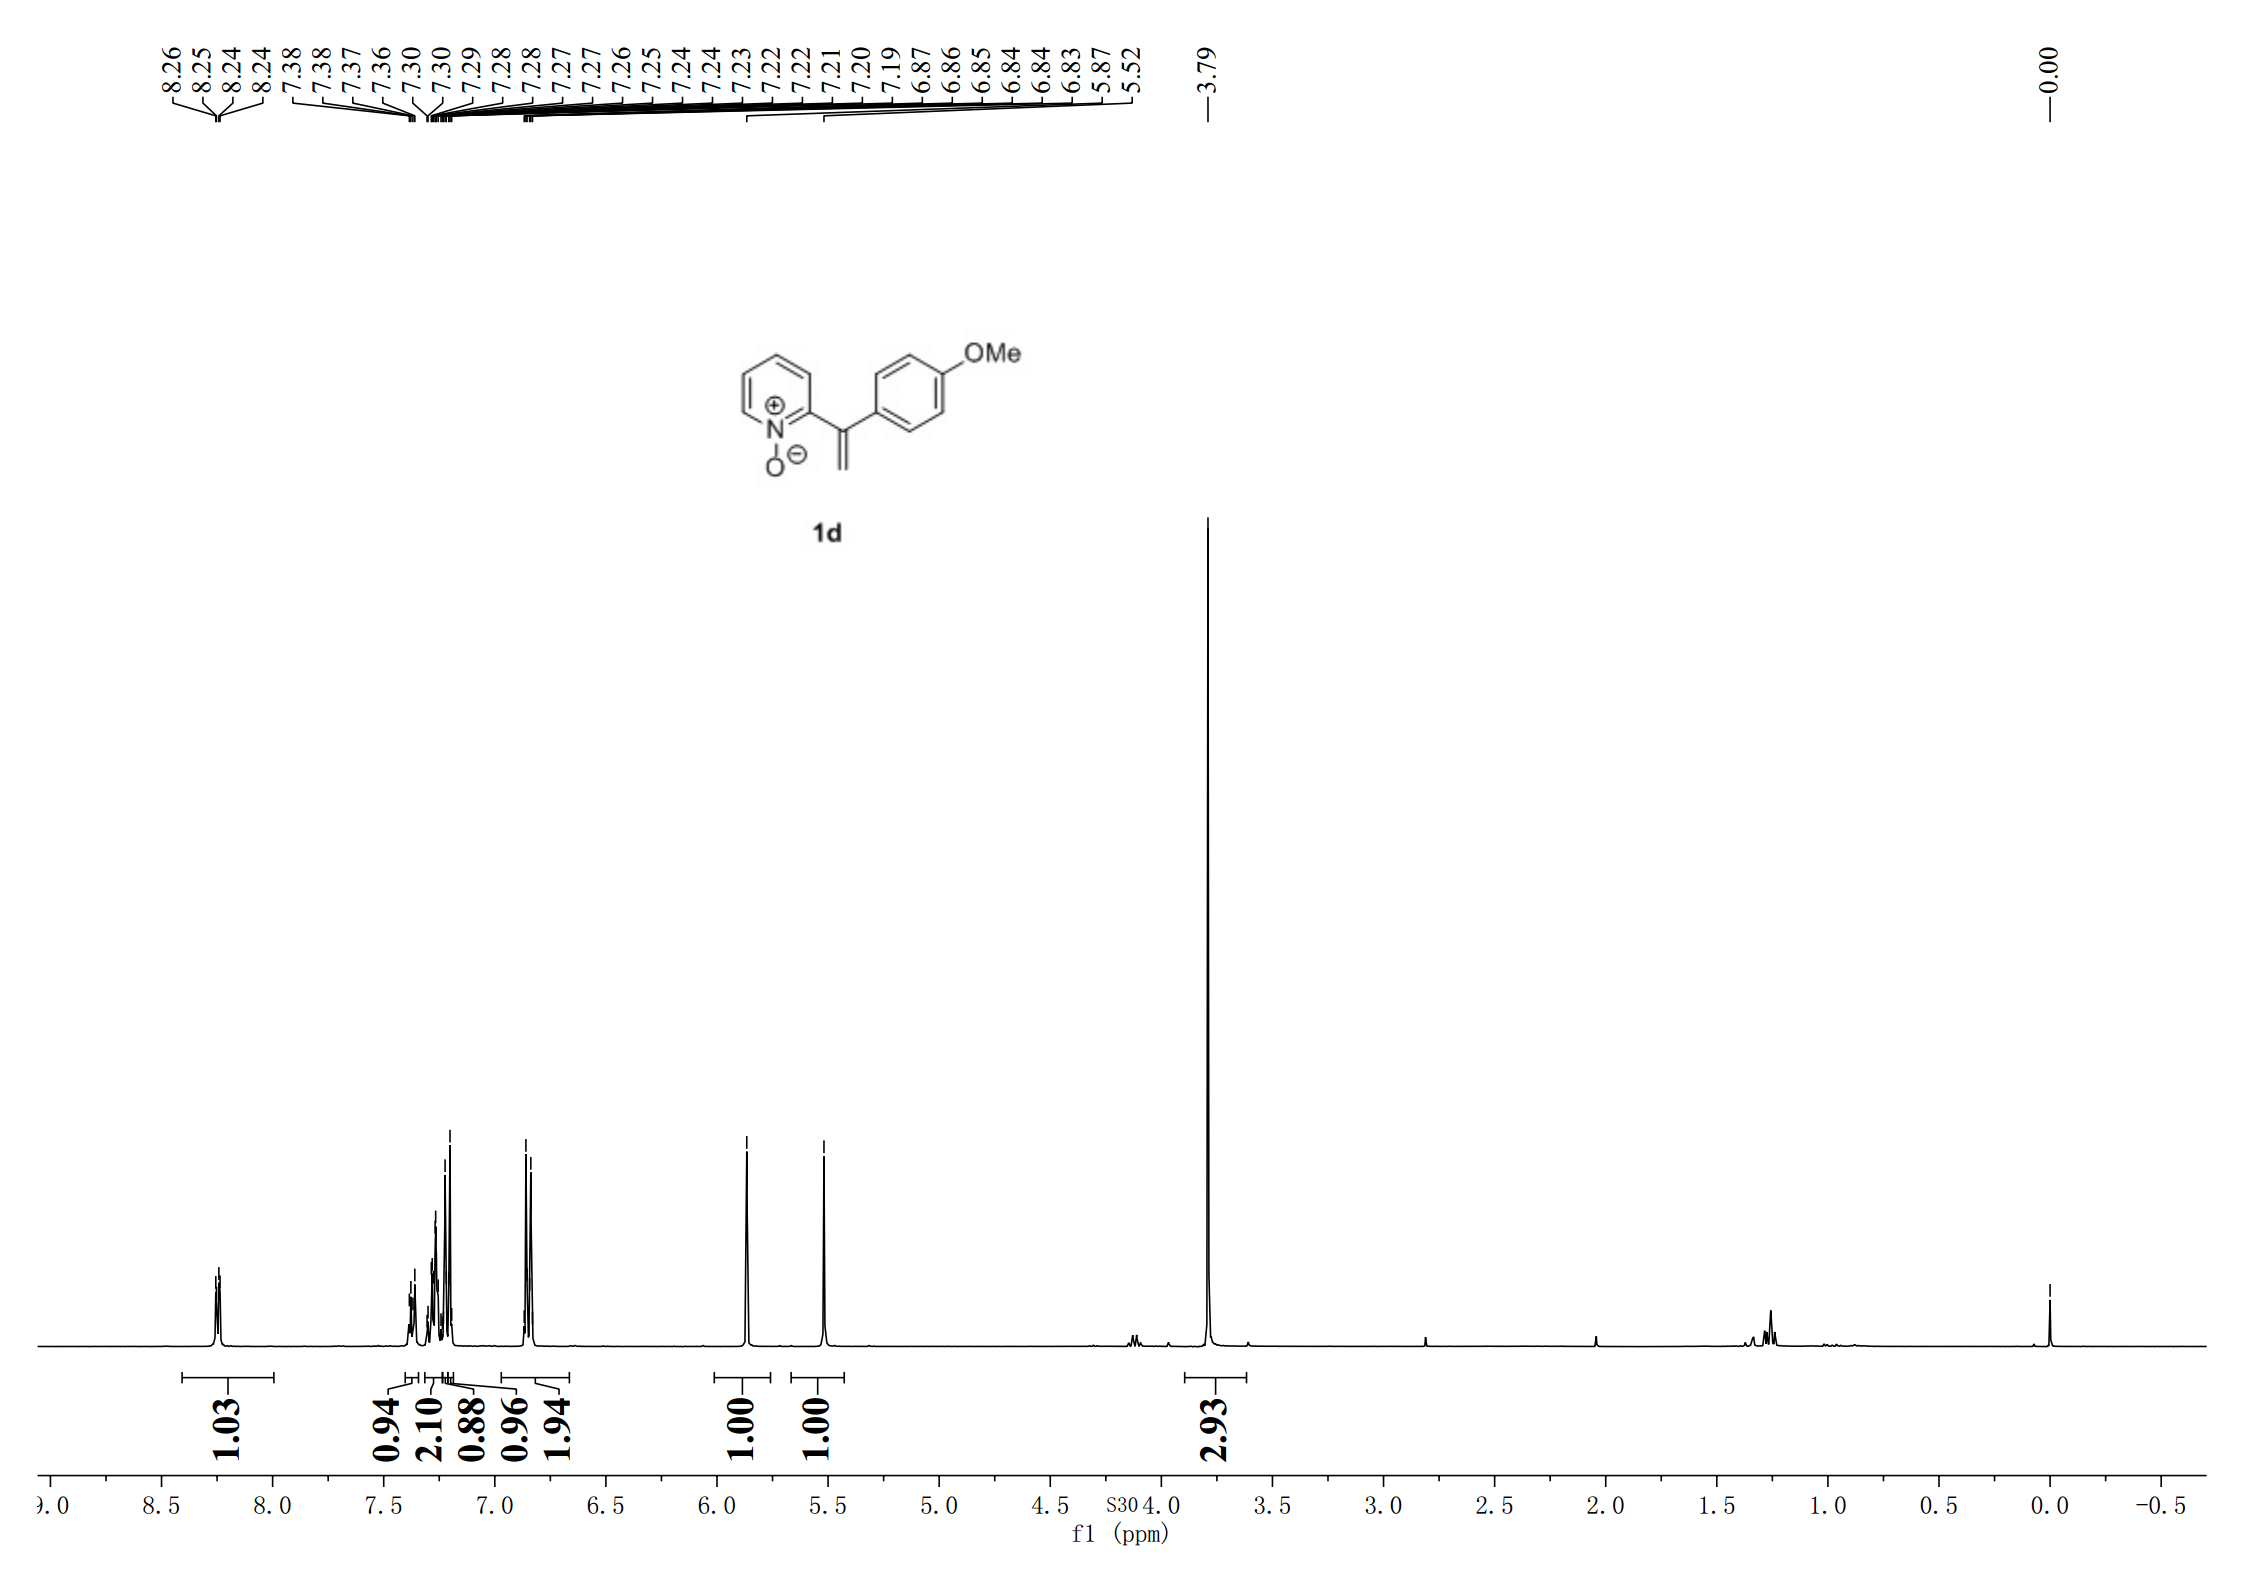 8.26 8.25 8.24 8.24 7.38 7.38 7.37 7.36 7.30 7.30 7.29 7.28 7.28 7.27 7.27 7.26 7.25 7.24 7.24 7.23 7.22 7.22 7.21 7.20 7.19 6.87 6.86 6.85 6.84 6.84 6.83 5.87 5.52 3.79 0.00
OMe
N
O
1d
1.03 0.94 2.10 0.88 0.96 1.94 1.00 1.00 2.93
9.0 8.5 8.0 7.5 7.0 6.5 6.0 5.5 5.0 4.5 S30 4.0 3.5 3.0 2.5 2.0 1.5 1.0 0.5 0.0 -0.5
f1 (ppm)